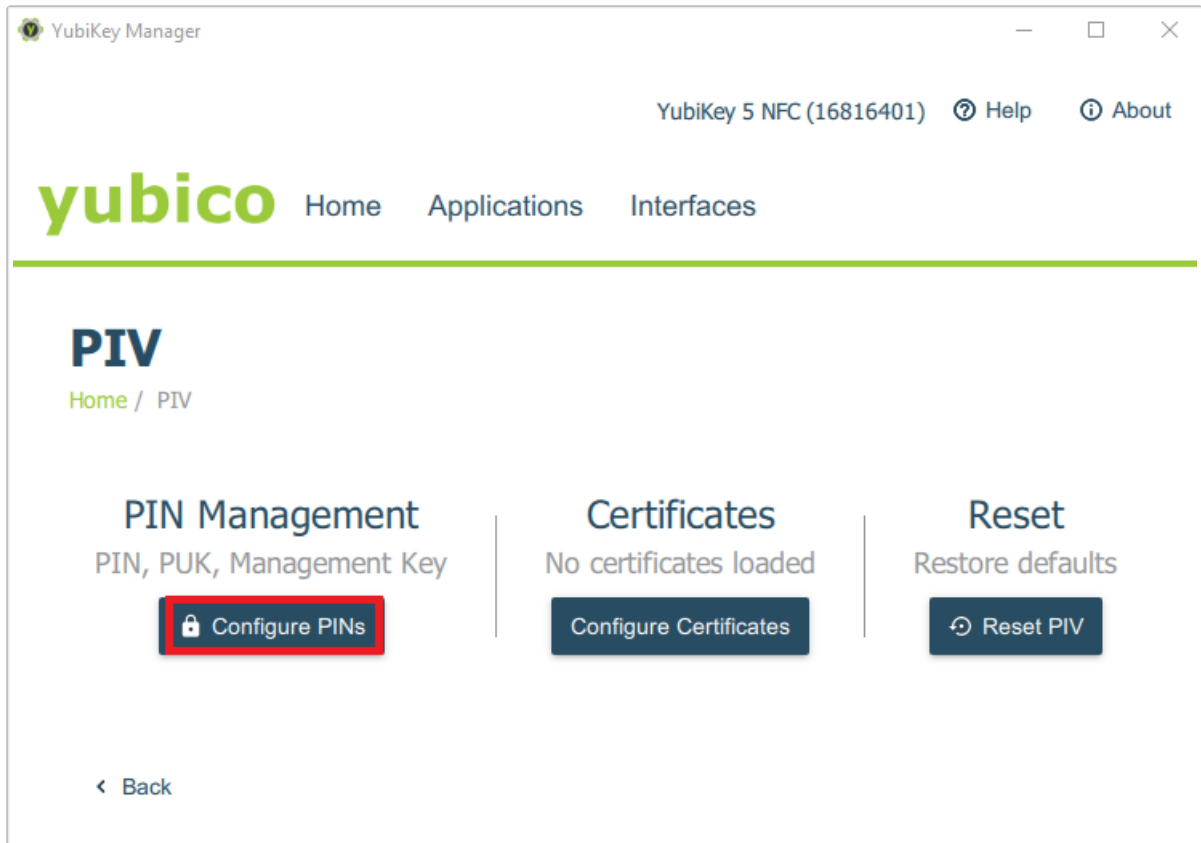 YubiKey Manager
YubiKey 5 NFC (16816401) Help About
yubico Home Applications Interfaces
PIV
Home / PIV
PIN Management
PIN, PUK, Management Key
Configure PINs
Certificates
No certificates loaded
Configure Certificates
Reset
Restore defaults
Reset PIV
Back